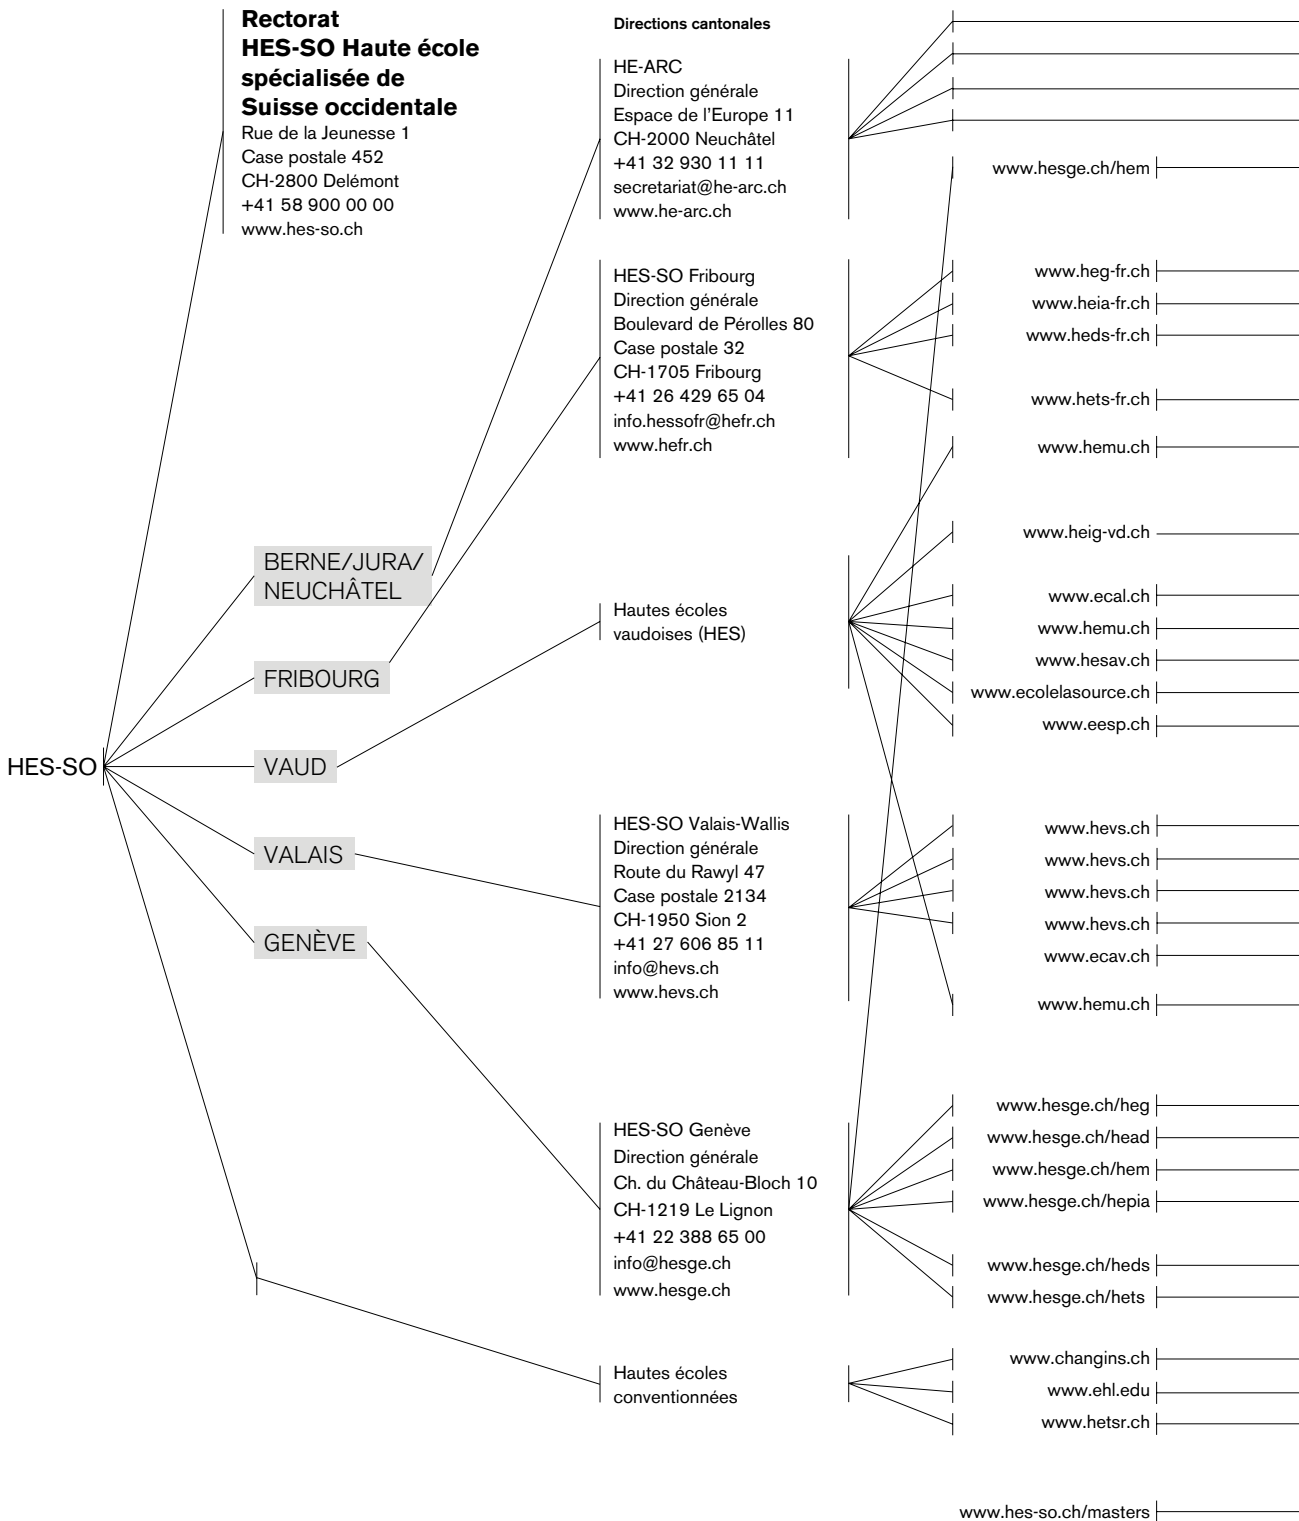 Rectorat
HES-SO Haute école
spécialisée de
Suisse occidentale
Rue de la Jeunesse 1
Case postale 452
CH-2800 Delémont
+41 58 900 00 00
www.hes-so.ch
HES-SO
BERNE/JURA/
NEUCHÂTEL
FRIBOURG
VAUD
VALAIS
GENÈVE
Directions cantonales
HE-ARC
Direction générale
Espace de l'Europe 11
CH-2000 Neuchâtel
+41 32 930 11 11
secretariat@he-arc.ch
www.he-arc.ch
HES-SO Fribourg
Direction générale
Boulevard de Pérolles 80
Case postale 32
CH-1705 Fribourg
+41 26 429 65 04
info.hessofr@hefr.ch
www.hefr.ch
Hautes écoles
vaudoises (HES)
HES-SO Valais-Wallis
Direction générale
Route du Rawyl 47
Case postale 2134
CH-1950 Sion 2
+41 27 606 85 11
info@hevs.ch
www.hevs.ch
HES-SO Genève
Direction générale
Ch. du Château-Bloch 10
CH-1219 Le Lignon
+41 22 388 65 00
info@hesge.ch
www.hesge.ch
Hautes écoles
conventionnées
www.hesge.ch/hem
www.heg-fr.ch
www.heia-fr.ch
www.heds-fr.ch
www.hets-fr.ch
www.hemu.ch
www.heig-vd.ch
www.ecal.ch
www.hemu.ch
www.hesav.ch
www.ecolelasource.ch
www.eesp.ch
www.hevs.ch
www.hevs.ch
www.hevs.ch
www.hevs.ch
www.ecav.ch
www.hemu.ch
www.hesge.ch/heg
www.hesge.ch/head
www.hesge.ch/hem
www.hesge.ch/hepia
www.hesge.ch/heds
www.hesge.ch/hets
www.changins.ch
www.ehl.edu
www.hetsr.ch
www.hes-so.ch/masters